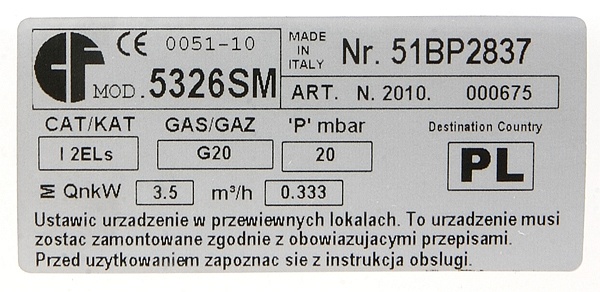 CE 0051-10
MADE IN ITALY
Nr. 51BP2837
MOD. 5326SM
ART. N. 2010. 000675
CAT/KAT GAS/GAZ 'P' mbar Destination Country
I 2ELs G20 20 PL
Σ QnkW 3.5 m³/h 0.333
Ustawic urzadzenie w przewiewnych lokalach. To urzadzenie musi
zostac zamontowane zgodnie z obowiazujacymi przepisami.
Przed uzytkowaniem zapoznac sie z instrukcja obslugi.